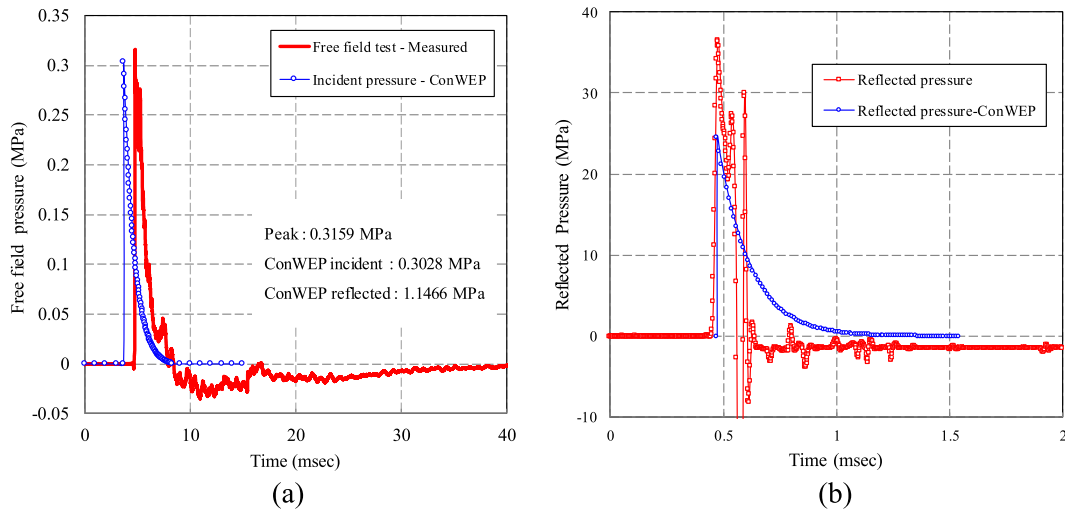 (a)
0.35
0.3
0.25
0.2
0.15
0.1
0.05
0
-0.05
Free field pressure (MPa)
Free field test - Measured
Incident pressure - ConWEP
Peak : 0.3159 MPa
ConWEP incident : 0.3028 MPa
ConWEP reflected : 1.1466 MPa
0 10 20 30 40
Time (msec)
(b)
40
30
20
10
0
-10
Reflected Pressure (MPa)
Reflected pressure
Reflected pressure-ConWEP
0 0.5 1 1.5 2
Time (msec)